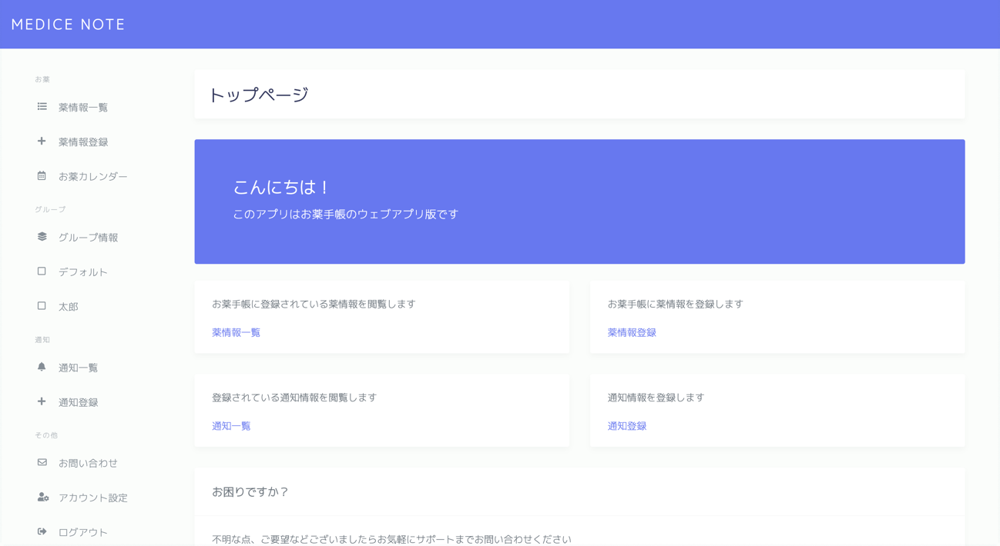 MEDICE NOTE
お薬
薬情報一覧
薬情報登録
お薬カレンダー
グループ
グループ情報
デフォルト
太郎
通知
通知一覧
通知登録
その他
お問い合わせ
アカウント設定
ログアウト
トップページ
こんにちは！
このアプリはお薬手帳のウェブアプリ版です
お薬手帳に登録されている薬情報を閲覧します
薬情報一覧
お薬手帳に薬情報を登録します
薬情報登録
登録されている通知情報を閲覧します
通知一覧
通知情報を登録します
通知登録
お困りですか？
不明な点、ご要望などございましたらお気軽にサポートまでお問い合わせください